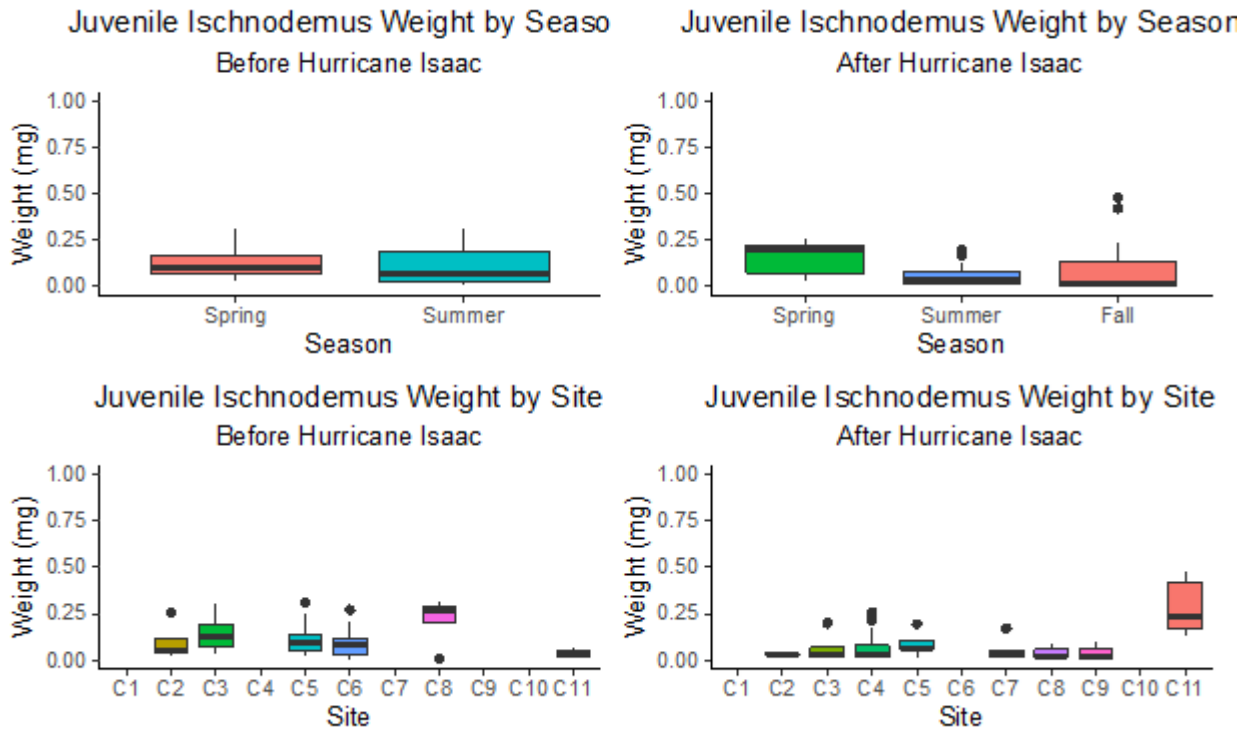 Juvenile Ischnodemus Weight by Seaso
Before Hurricane Isaac
1.00
0.75
0.50
0.25
0.00
Weight (mg)
Spring Summer
Season
Juvenile Ischnodemus Weight by Season
After Hurricane Isaac
1.00
0.75
0.50
0.25
0.00
Weight (mg)
Spring Summer Fall
Season
Juvenile Ischnodemus Weight by Site
Before Hurricane Isaac
1.00
0.75
0.50
0.25
0.00
Weight (mg)
C1 C2 C3 C4 C5 C6 C7 C8 C9 C10 C11
Site
Juvenile Ischnodemus Weight by Site
After Hurricane Isaac
1.00
0.75
0.50
0.25
0.00
Weight (mg)
C1 C2 C3 C4 C5 C6 C7 C8 C9 C10 C11
Site